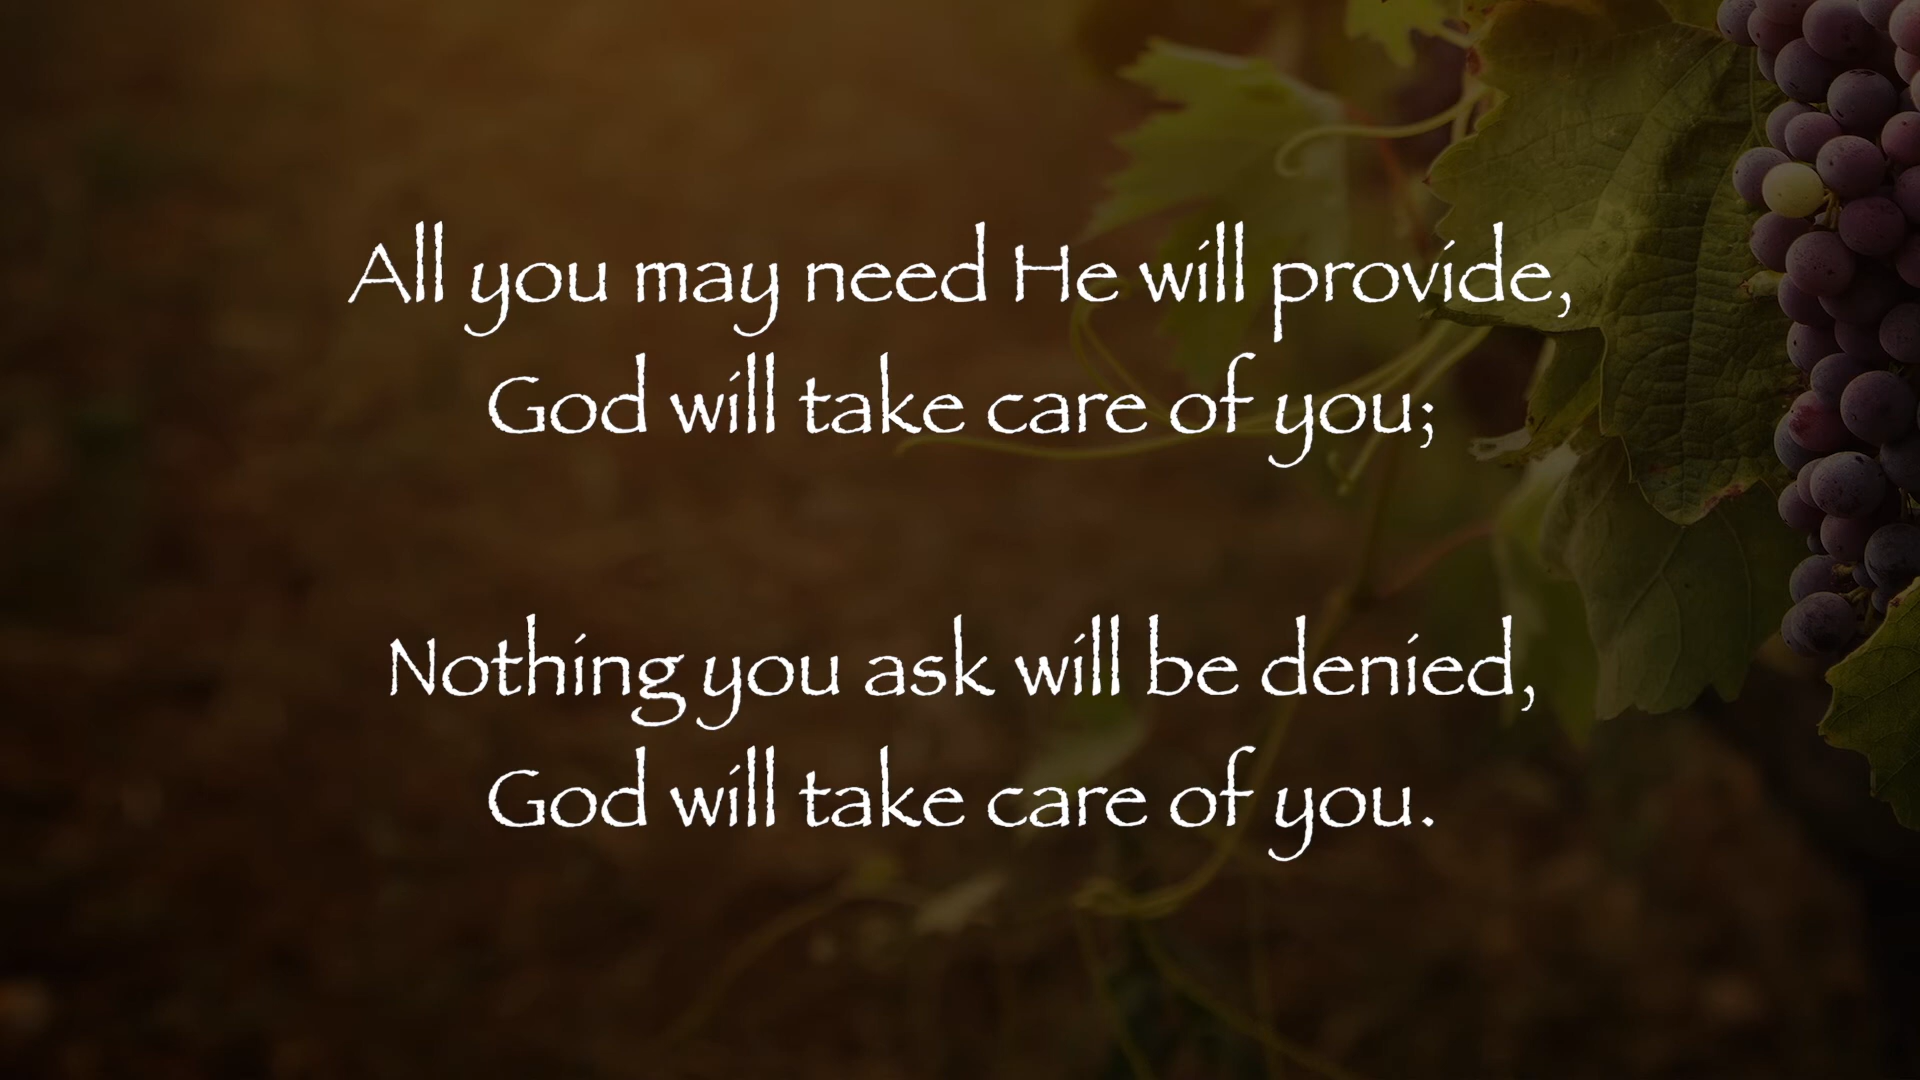 All you may need He will provide,
God will take care of you;
Nothing you ask will be denied,
God will take care of you.